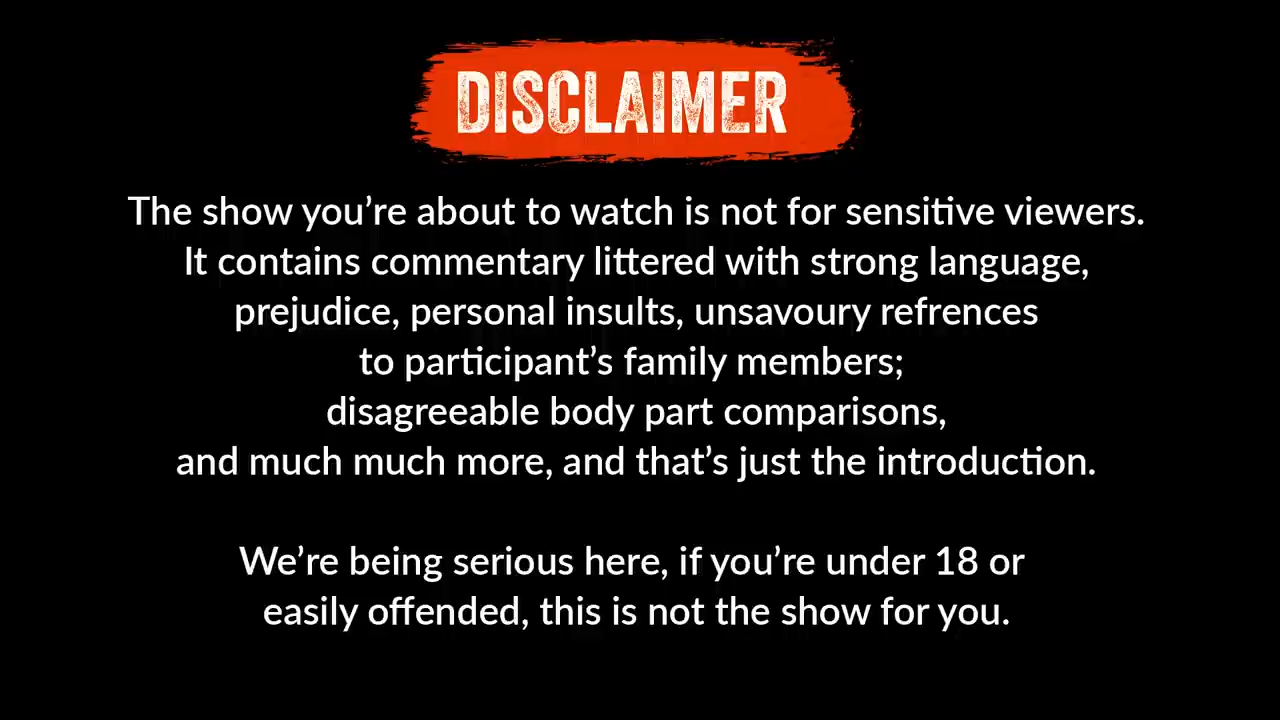 DISCLAIMER
The show you’re about to watch is not for sensitive viewers.
It contains commentary littered with strong language,
prejudice, personal insults, unsavoury refrences
to participant’s family members;
disagreeable body part comparisons,
and much much more, and that’s just the introduction.
We’re being serious here, if you’re under 18 or
easily offended, this is not the show for you.